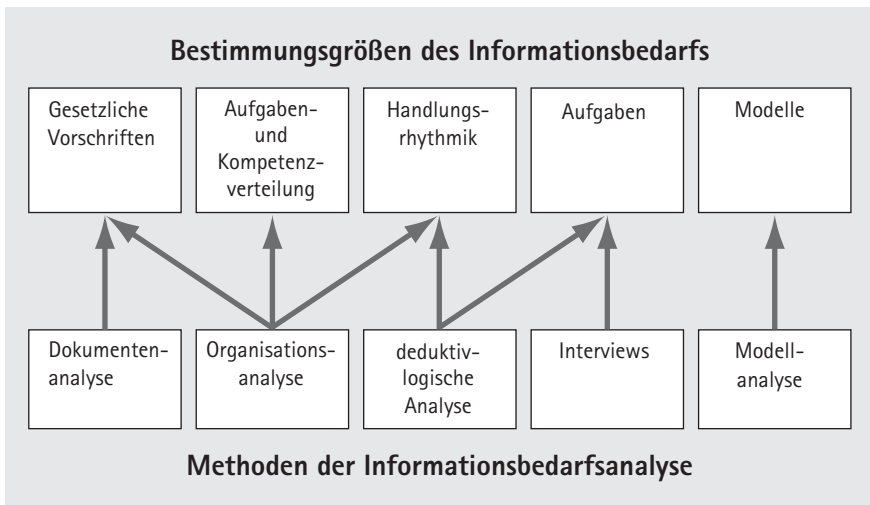 Bestimmungsgrößen des Informationsbedarfs
Gesetzliche
Vorschriften
Aufgaben-
und
Kompetenz-
verteilung
Handlungs-
rhythmik
Aufgaben
Modelle
Dokumenten-
analyse
Organisations-
analyse
deduktiv-
logische
Analyse
Interviews
Modell-
analyse
Methoden der Informationsbedarfsanalyse